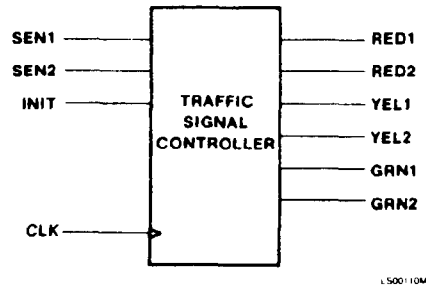 SEN1
SEN2
INIT
CLK
TRAFFIC
SIGNAL
CONTROLLER
RED1
RED2
YEL1
YEL2
GRN1
GRN2
LS00110M